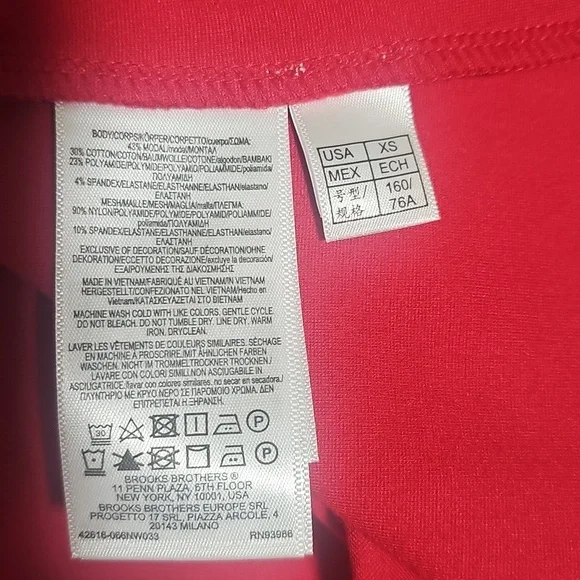 BODY/CORPS/KÖRPER/CORPETTO/cuerpo/ΣΩΜΑ:
43% MODAL/modal/ΜΟΝΤΑΛ
30% COTTON/COTON/BAUMWOLLE/COTONE/algodon/ΒΑΜΒΑΚΙ
23% POLYAMIDE/POLYMIDE/POLYAMID/POLIAMMIDE/poliamida/
ΠΟΛΥΑΜΙΔΗ
4% SPANDEX/ELASTHANE/ELASTHAN/ELASTHANNE/elastano/
ΕΛΑΣΤΑΝΗ
MESH/MAILLE/MESH/MAGLIA/malla/ΠΛΕΓΜΑ:
90% NYLON/POLYAMIDE/POLYAMID/POLIAMMIDE/
poliamida/ΠΟΛΥΑΜΙΔΗ
10% SPANDEX/ELASTANE/ELASTHAN/ELASTHANNE/elastano/
ΕΛΑΣΤΑΝΗ
EXCLUSIVE OF DECORATION/SAUF DÉCORATION/OHNE
DEKORATION/ECCETTO DECORAZIONE/excluye la decoración/
ΕΞΑΙΡΟΥΜΕΝΗΣ ΤΗΣ ΔΙΑΚΟΣΜΗΣΗΣ
MADE IN VIETNAM/FABRIQUÉ AU VIETNAM/IN VIETNAM
HERGESTELLT/CONFEZIONATO NEL VIETNAM/Hecho en
Vietnam/ΚΑΤΑΣΚΕΥΑΖΕΤΑΙ ΣΤΟ ΒΙΕΤΝΑΜ
MACHINE WASH COLD WITH LIKE COLORS, GENTLE CYCLE.
DO NOT BLEACH. DO NOT TUMBLE DRY. LINE DRY. WARM
IRON. DRYCLEAN.
LAVER LES VÊTEMENTS DE COULEURS SIMILAIRES. SÈCHAGE
EN MACHINE À PROSCRIRE./MIT ÄHNLICHEN FARBEN
WASCHEN. NICHT IM TROMMELTROCKNER TROCKNEN./
LAVARE CON COLORI SIMILI.NON ASCIUGABILE IN
ASCIUGATRICE./lavar con colores similares. no secar en secadora./
ΠΛΥΝΤΗΡΙΟ ΜΕ ΚΡΥΟ ΝΕΡΟ ΣΕ ΠΑΡΟΜΟΙΟ ΧΡΩΜΑ. ΔΕΝ
ΕΠΙΤΡΕΠΕΤΑΙ Η ΞΗΡΑΝΣΗ.
30 P
P
BROOKS BROTHERS ®
11 PENN PLAZA, 6TH FLOOR
NEW YORK, NY, 10001, USA
BROOKS BROTHERS EUROPE SRL
PROGETTO 17 SRL, PIAZZA ARCOLE, 4
20143 MILANO
42818-066NW033 RN93986
USA XS
MEX ECH
号型/ 160/
规格 76A